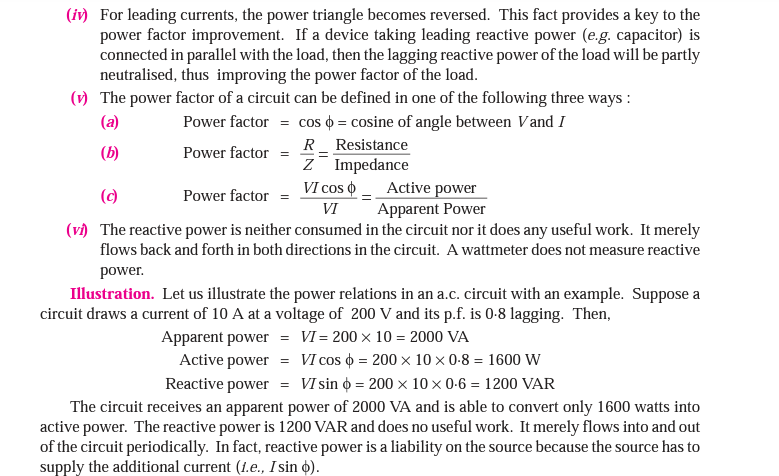 (iv) For leading currents, the power triangle becomes reversed. This fact provides a key to the
power factor improvement. If a device taking leading reactive power (e.g. capacitor) is
connected in parallel with the load, then the lagging reactive power of the load will be partly
neutralised, thus improving the power factor of the load.
(v) The power factor of a circuit can be defined in one of the following three ways :
(a) Power factor = cos ϕ = cosine of angle between V and I
(b) Power factor = R/Z = Resistance/Impedance
(c) Power factor = VI cos ϕ/VI = Active power/Apparent Power
(vi) The reactive power is neither consumed in the circuit nor it does any useful work. It merely
flows back and forth in both directions in the circuit. A wattmeter does not measure reactive
power.
Illustration. Let us illustrate the power relations in an a.c. circuit with an example. Suppose a
circuit draws a current of 10 A at a voltage of 200 V and its p.f. is 0·8 lagging. Then,
Apparent power = VI = 200 × 10 = 2000 VA
Active power = VI cos ϕ = 200 × 10 × 0·8 = 1600 W
Reactive power = VI sin ϕ = 200 × 10 × 0·6 = 1200 VAR
The circuit receives an apparent power of 2000 VA and is able to convert only 1600 watts into
active power. The reactive power is 1200 VAR and does no useful work. It merely flows into and out
of the circuit periodically. In fact, reactive power is a liability on the source because the source has to
supply the additional current (i.e., I sin ϕ).